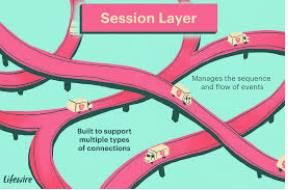 Session Layer
Manages the sequence
and flow of events
Built to support
multiple types
of connections
Lifewire